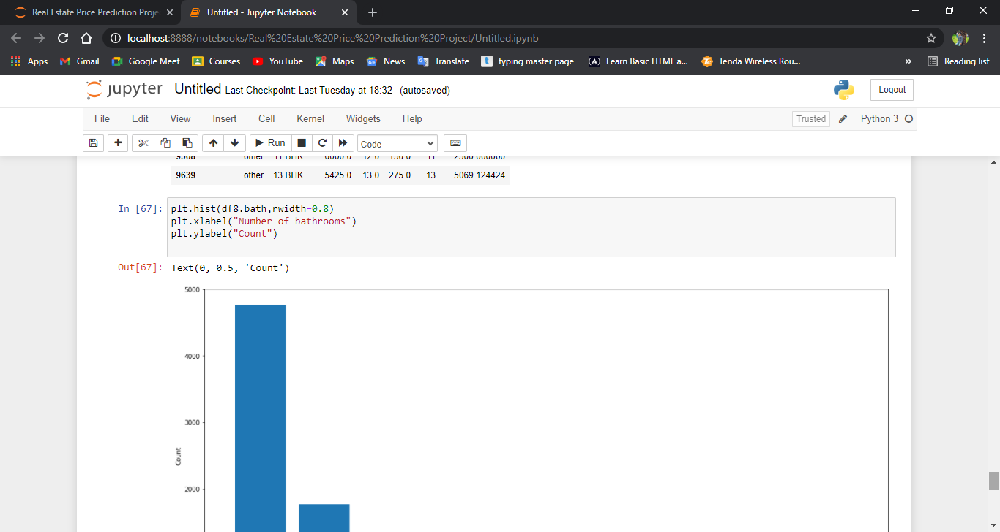 Real Estate Price Prediction Proje
Untitled - Jupyter Notebook
localhost:8888/notebooks/Real%20Estate%20Price%20Prediction%20Project/Untitled.ipynb
Apps Gmail Google Meet Courses YouTube Maps News Translate typing master page Learn Basic HTML a... Tenda Wireless Rou... » Reading list
jupyter Untitled Last Checkpoint: Last Tuesday at 18:32 (autosaved) Logout
File Edit View Insert Cell Kernel Widgets Help Trusted Python 3
Run Code
9568 other 11 BHK 6000.0 12.0 150.0 11 2500.000000
9639 other 13 BHK 5425.0 13.0 275.0 13 5069.124424
In [67]: plt.hist(df8.bath,rwidth=0.8)
plt.xlabel("Number of bathrooms")
plt.ylabel("Count")
Out[67]: Text(0, 0.5, 'Count')
5000
4000
3000
Count
2000